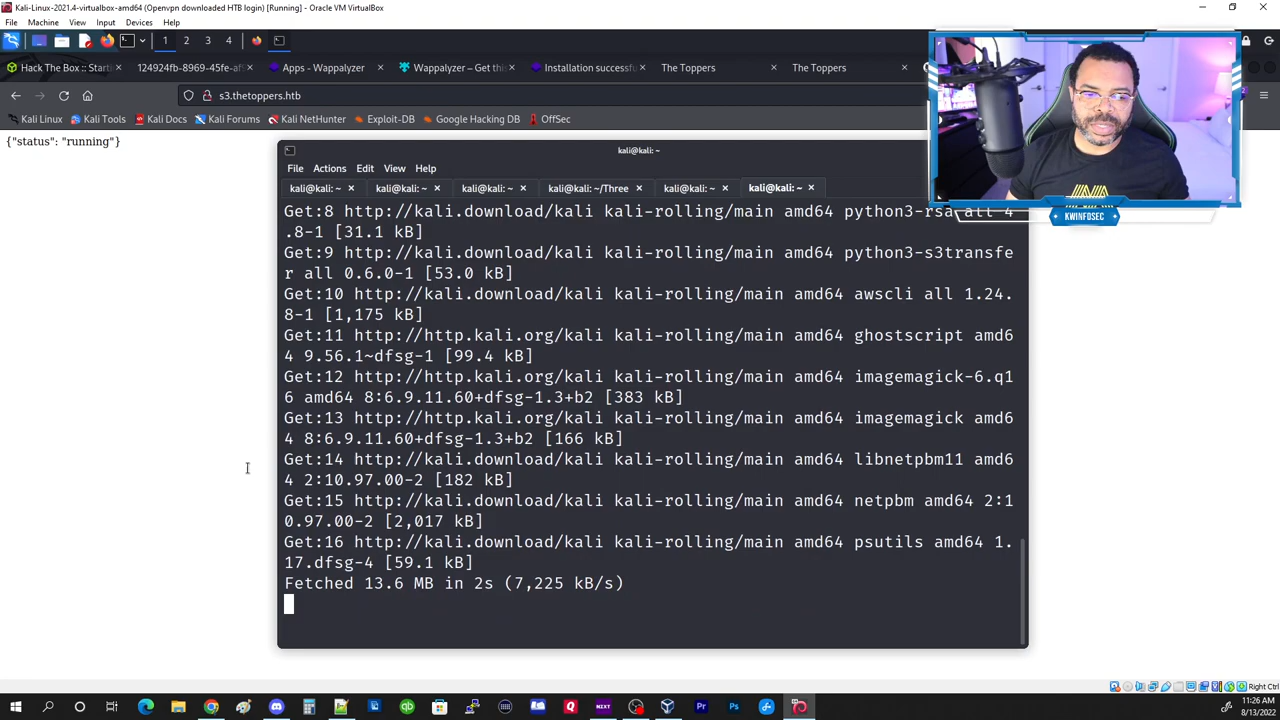 Kali-Linux-2021.4-virtualbox-amd64 (Openvpn downloaded HTB login) [Running] - Oracle VM VirtualBox
File Machine View Input Devices Help
1 2 3 4
Hack The Box :: Starti
124924fb-8969-45fe-
Apps - Wappalyzer
Wappalyzer – Get thi
Installation successfu
The Toppers
The Toppers
s3.thetoppers.htb
Kali Linux Kali Tools Kali Docs Kali Forums Kali NetHunter Exploit-DB Google Hacking DB OffSec
{"status": "running"}
kali@kali: ~
File Actions Edit View Help
kali@kali: ~ kali@kali: ~ kali@kali: ~ kali@kali: ~/Three kali@kali: ~ kali@kali: ~
Get:8 http://kali.download/kali kali-rolling/main amd64 python3-rsa all 4
.8-1 [31.1 kB]
Get:9 http://kali.download/kali kali-rolling/main amd64 python3-s3transfe
r all 0.6.0-1 [53.0 kB]
Get:10 http://kali.download/kali kali-rolling/main amd64 awscli all 1.24.
8-1 [1,175 kB]
Get:11 http://http.kali.org/kali kali-rolling/main amd64 ghostscript amd6
4 9.56.1~dfsg-1 [99.4 kB]
Get:12 http://http.kali.org/kali kali-rolling/main amd64 imagemagick-6.q1
6 amd64 8:6.9.11.60+dfsg-1.3+b2 [383 kB]
Get:13 http://http.kali.org/kali kali-rolling/main amd64 imagemagick amd6
4 8:6.9.11.60+dfsg-1.3+b2 [166 kB]
Get:14 http://kali.download/kali kali-rolling/main amd64 libnetpbm11 amd6
4 2:10.97.00-2 [182 kB]
Get:15 http://kali.download/kali kali-rolling/main amd64 netpbm amd64 2:1
0.97.00-2 [2,017 kB]
Get:16 http://kali.download/kali kali-rolling/main amd64 psutils amd64 1.
17.dfsg-4 [59.1 kB]
Fetched 13.6 MB in 2s (7,225 kB/s)
KWINFOSEC
Right Ctrl
NZXT
Pr
Ps
11:26 AM
8/13/2022